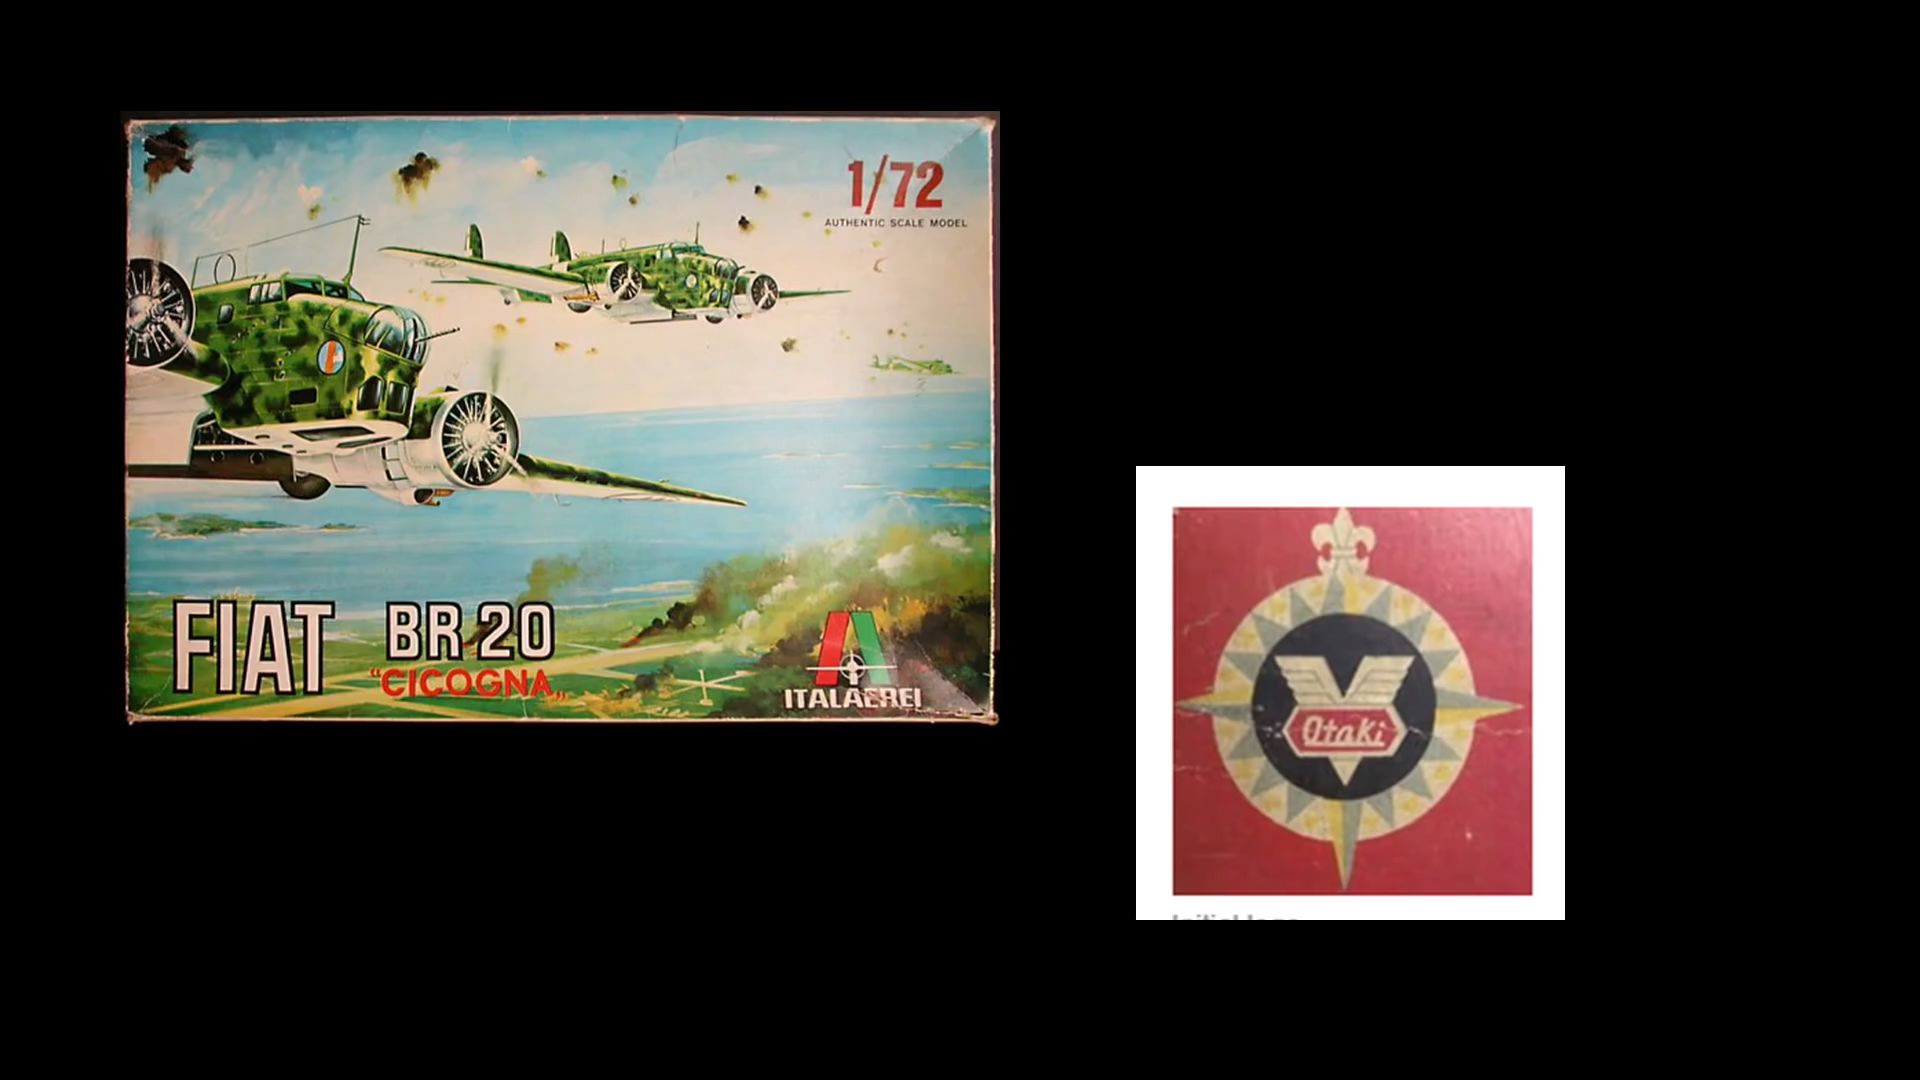 1/72
AUTHENTIC SCALE MODEL
FIAT BR 20
"CICOGNA"
ITALAEREI
Otaki